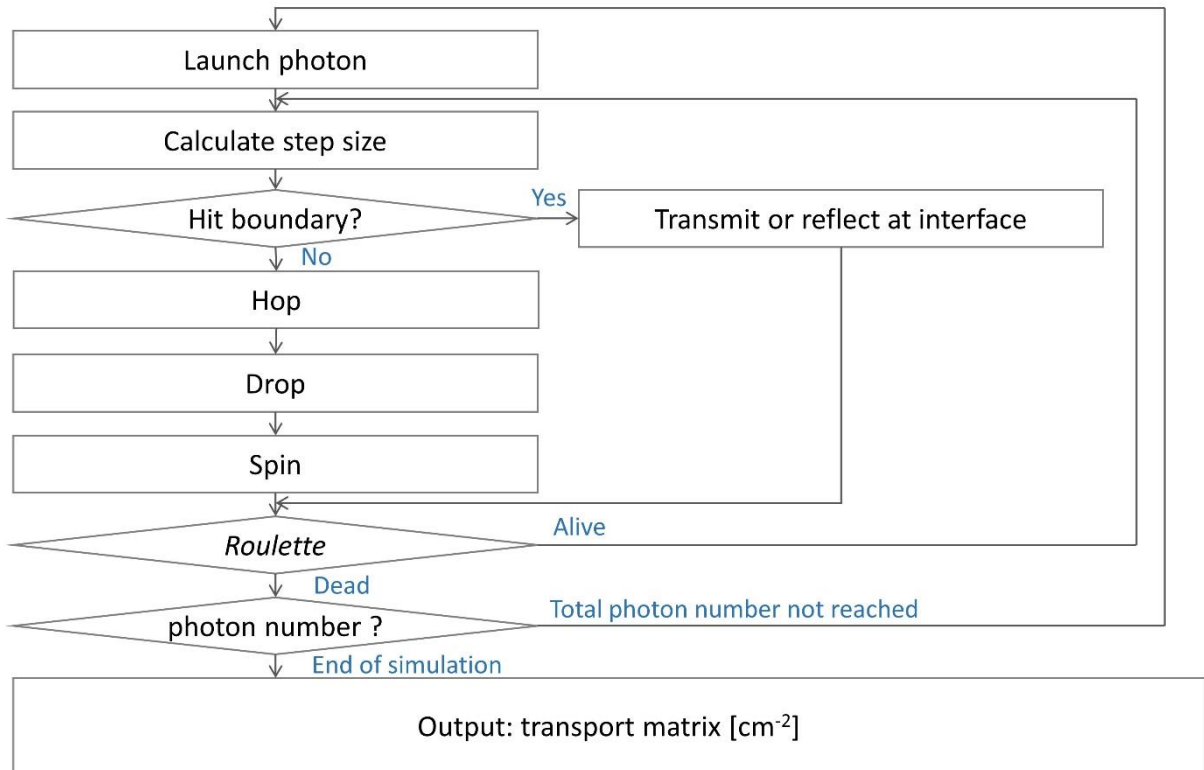 Launch photon
Calculate step size
Hit boundary?
Yes
Transmit or reflect at interface
No
Hop
Drop
Spin
Roulette
Alive
Dead
photon number ?
Total photon number not reached
End of simulation
Output: transport matrix [cm⁻²]